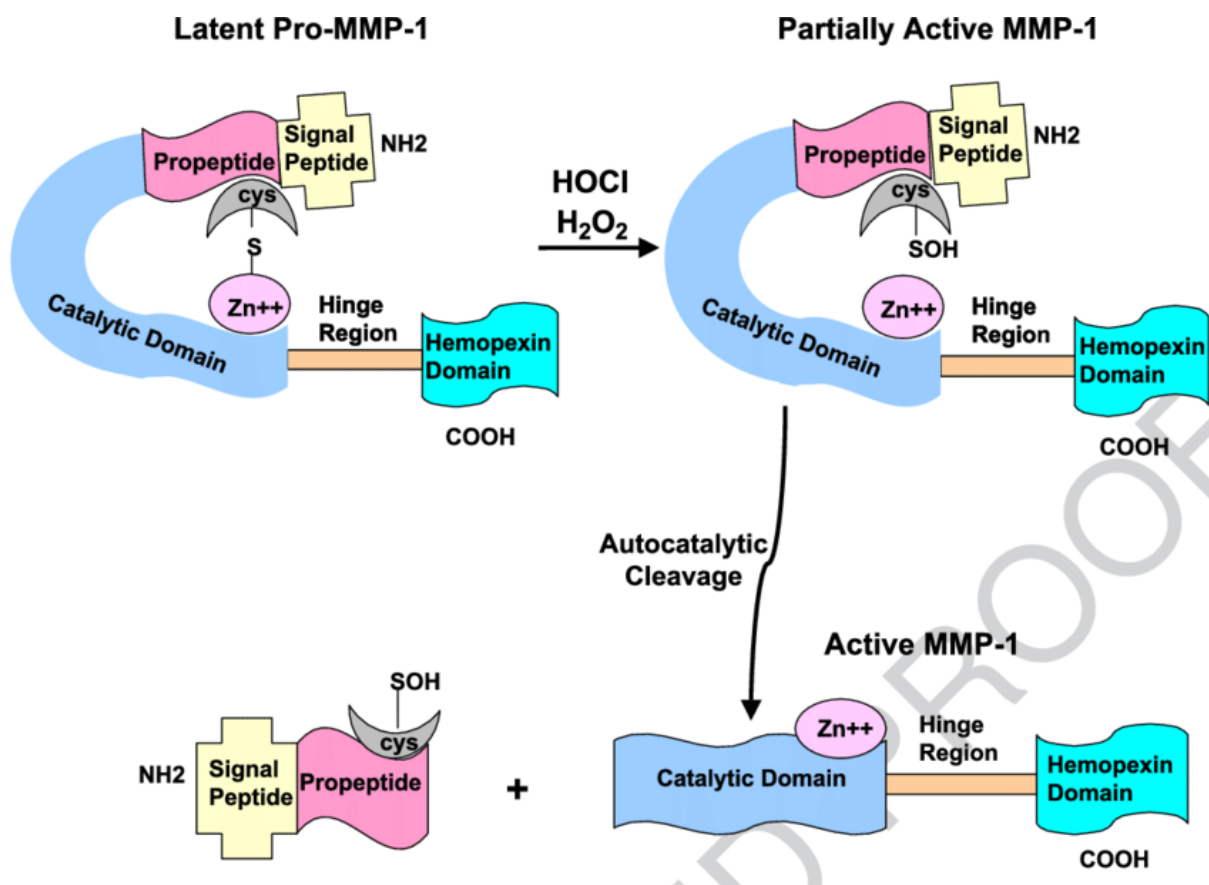 Latent Pro-MMP-1
Partially Active MMP-1
Signal
Peptide
NH2
Propeptide
cys
S
Zn++
Catalytic Domain
Hinge
Region
Hemopexin
Domain
COOH
HOCl
H₂O₂
Signal
Peptide
NH2
Propeptide
cys
SOH
Zn++
Catalytic Domain
Hinge
Region
Hemopexin
Domain
COOH
Autocatalytic
Cleavage
Active MMP-1
SOH
cys
NH2
Signal
Peptide
Propeptide
+
Zn++
Catalytic Domain
Hinge
Region
Hemopexin
Domain
COOH